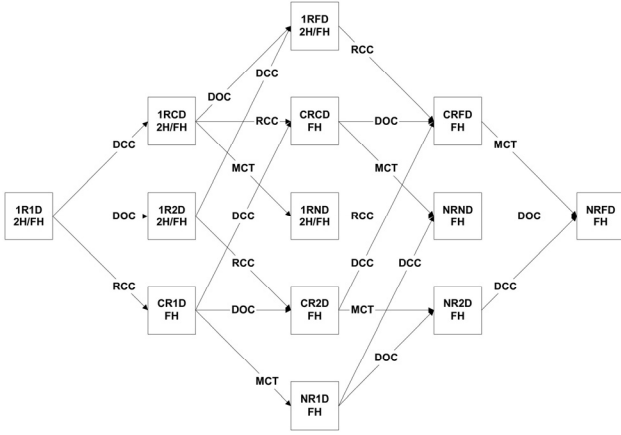 1RFD
2H/FH
RCC
DCC
DOC
1RCD
2H/FH
CRCD
FH
CRFD
FH
RCC
DOC
DCC
MCT
MCT
MCT
1R1D
2H/FH
DOC
1R2D
2H/FH
DCC
1RND
2H/FH
RCC
NRND
FH
DOC
NRFD
FH
RCC
DCC
DCC
RCC
DCC
CR1D
FH
DOC
CR2D
FH
MCT
NR2D
FH
DOC
MCT
NR1D
FH